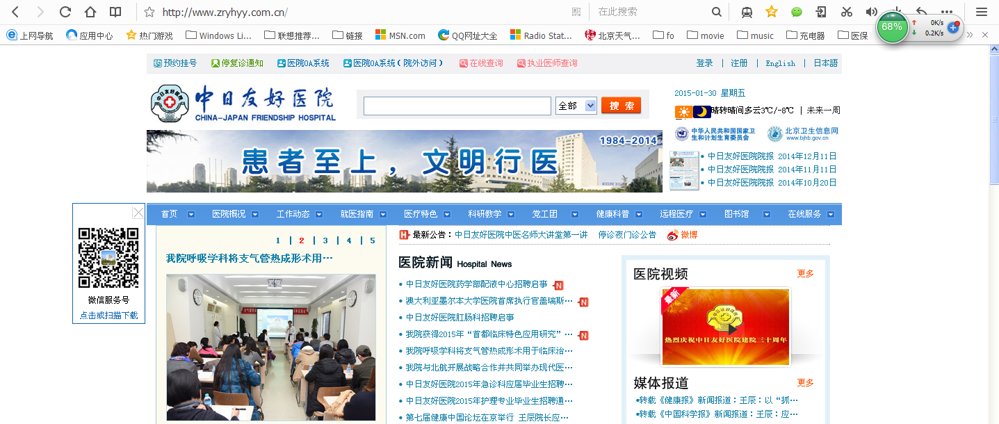 http://www.zryhyy.com.cn/
在此搜索
上网导航 应用中心 热门游戏 Windows Li... 联想推荐... 链接 MSN.com QQ网址大全 Radio Stat... 北京天气... fo movie music 充电器 医保
68% 0K/s
0.2K/s
预约挂号 停复诊通知 医院OA系统 医院OA系统(院外访问) 在线查询 执业医师查询 登录 | 注册 | English | 日本語
中日友好医院
CHINA-JAPAN FRIENDSHIP HOSPITAL
全部 搜 索
2015-01-30 星期五
晴转晴间多云3℃/-8℃ | 未来一周
中华人民共和国国家卫生和计划生育委员会
北京卫生信息网
www.bjhb.gov.cn
1984-2014
患者至上，文明行医
中日友好医院院报 2014年12月11日
中日友好医院院报 2014年11月11日
中日友好医院院报 2014年10月20日
首页 医院概况 工作动态 就医指南 医疗特色 科研教学 党工团 健康科普 远程医疗 图书馆 在线服务
微信服务号
点击或扫描下载
1 | 2 | 3 | 4 | 5
我院呼吸学科将支气管热成形术用…
最新公告：中日友好医院中医名师大讲堂第一讲 停诊夜门诊公告 微博
医院新闻 Hospital News
中日友好医院药学部配液中心招聘启事 N
澳大利亚墨尔本大学医院首席执行官盖瑞斯… N
中日友好医院肛肠科招聘启事
我院获得2015年“首都临床特色应用研究”… N
我院呼吸学科将支气管热成形术用于临床治…
我院与北航开展战略合作并共同举办现代医…
中日友好医院2015年急诊科应届毕业生招聘…
中日友好医院2015年护理专业毕业生招聘通…
第七届健康中国论坛在京举行 王辰院长应…
医院视频 更多
最新
热烈庆祝中日友好医院建院三十周年
媒体报道 更多
转载《健康报》新闻报道：王辰：以“抓…
转载《中国科学报》新闻报道：王辰：应…